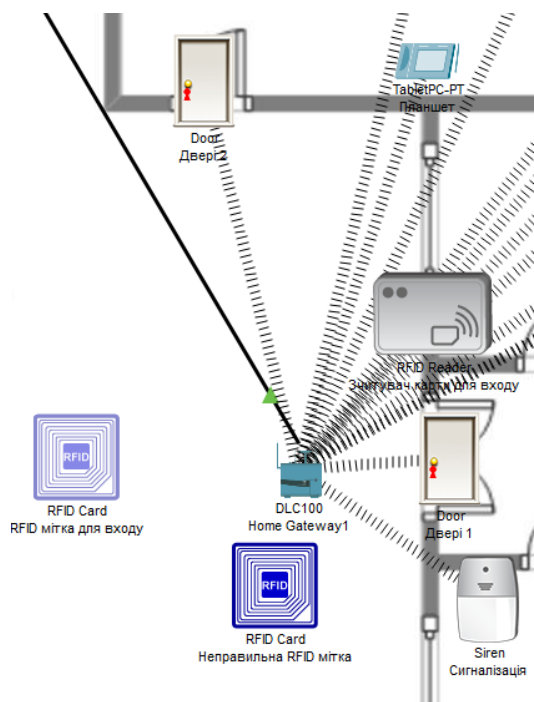 TabletPC-PT
Планшет
Door
Двері 2
RFID Reader
Зчитувач карти для входу
RFID
RFID Card
RFID мітка для входу
DLC100
Home Gateway1
Door
Двері 1
RFID
RFID Card
Неправильна RFID мітка
Siren
Сигналізація